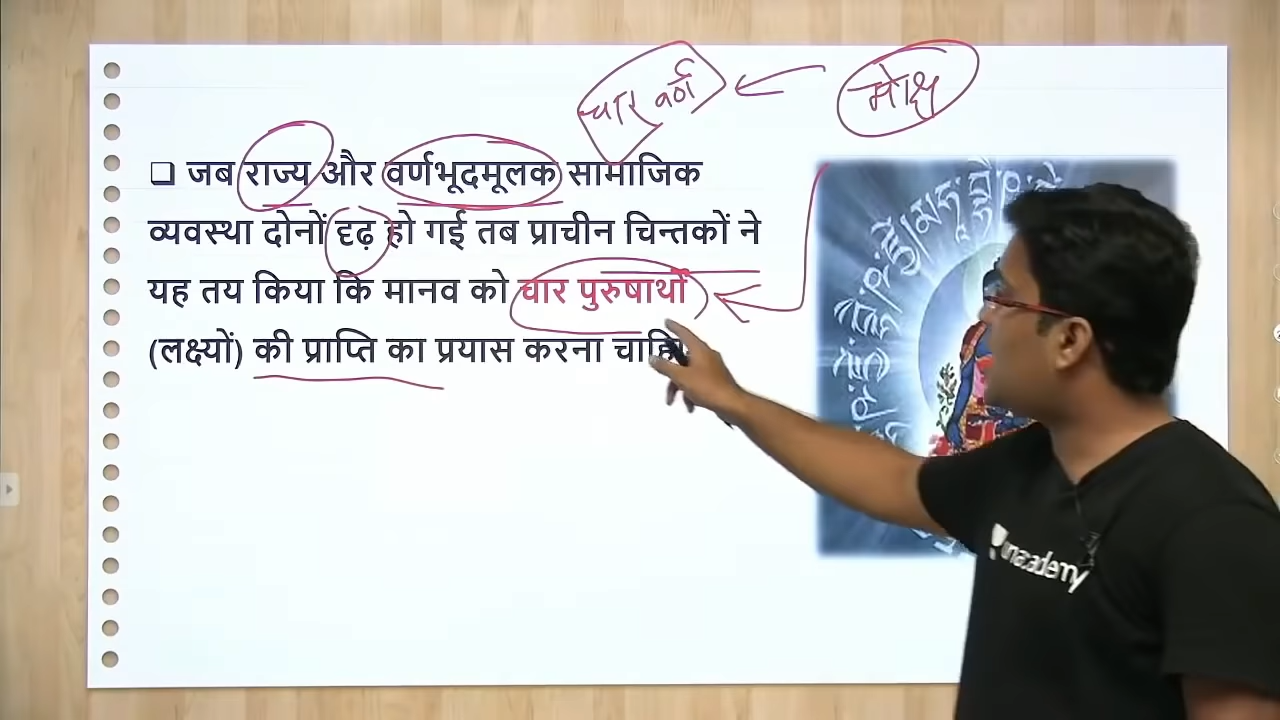 चार वर्ण
मोक्ष
❑ जब राज्य और वर्णभूदमूलक सामाजिक
व्यवस्था दोनों दृढ़ हो गई तब प्राचीन चिन्तकों ने
यह तय किया कि मानव को चार पुरुषार्थो
(लक्ष्यों) की प्राप्ति का प्रयास करना
unacademy